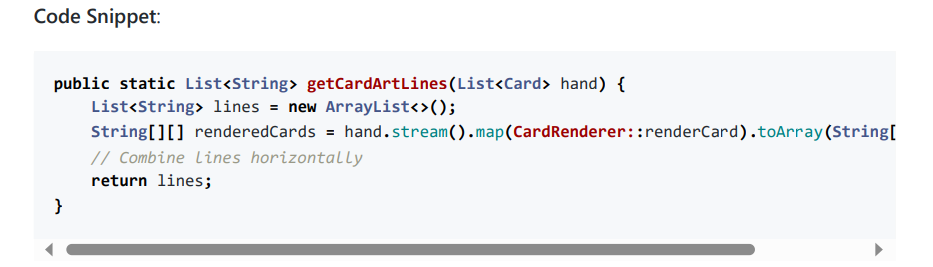 Code Snippet:
public static List<String> getCardArtLines(List<Card> hand) {
    List<String> lines = new ArrayList<>();
    String[][] renderedCards = hand.stream().map(CardRenderer::renderCard).toArray(String[
    // Combine lines horizontally
    return lines;
}